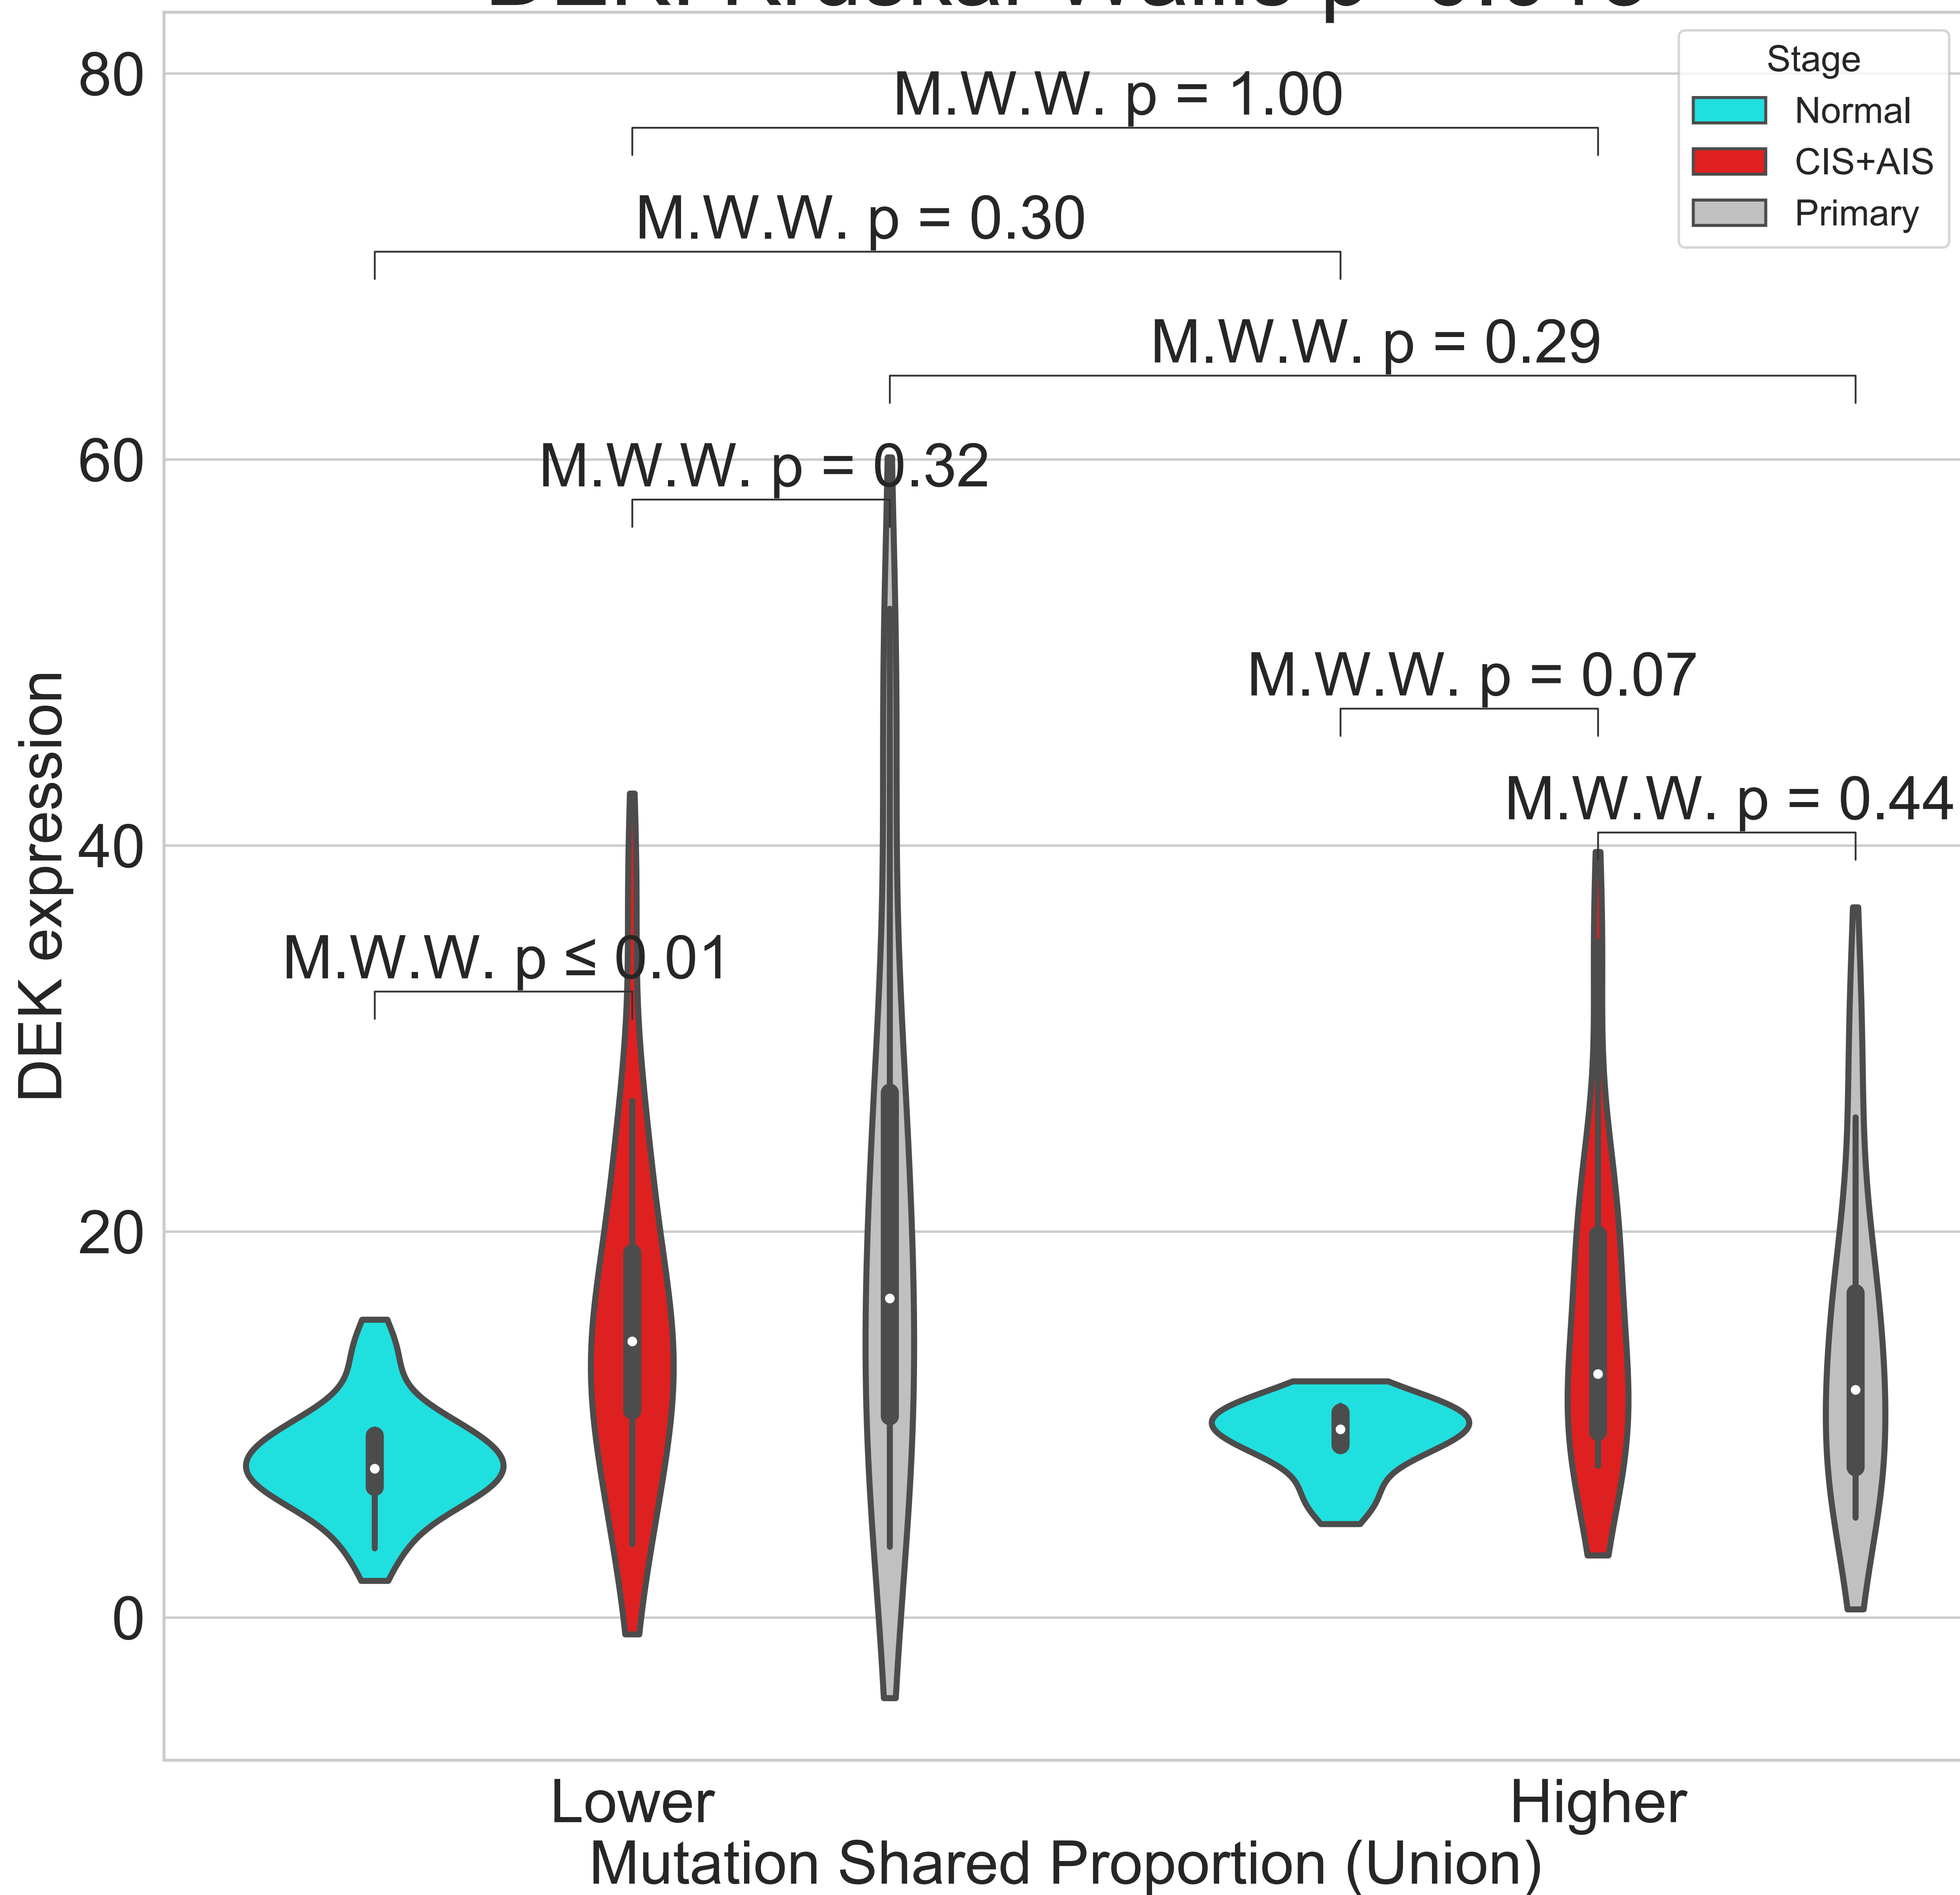 Stage
Normal
CIS+AIS
Primary
80
60
40
20
0
DEK expression
M.W.W. p = 1.00
M.W.W. p = 0.30
M.W.W. p = 0.29
M.W.W. p = 0.32
M.W.W. p = 0.07
M.W.W. p = 0.44
M.W.W. p ≤ 0.01
Lower
Higher
Mutation Shared Proportion (Union)